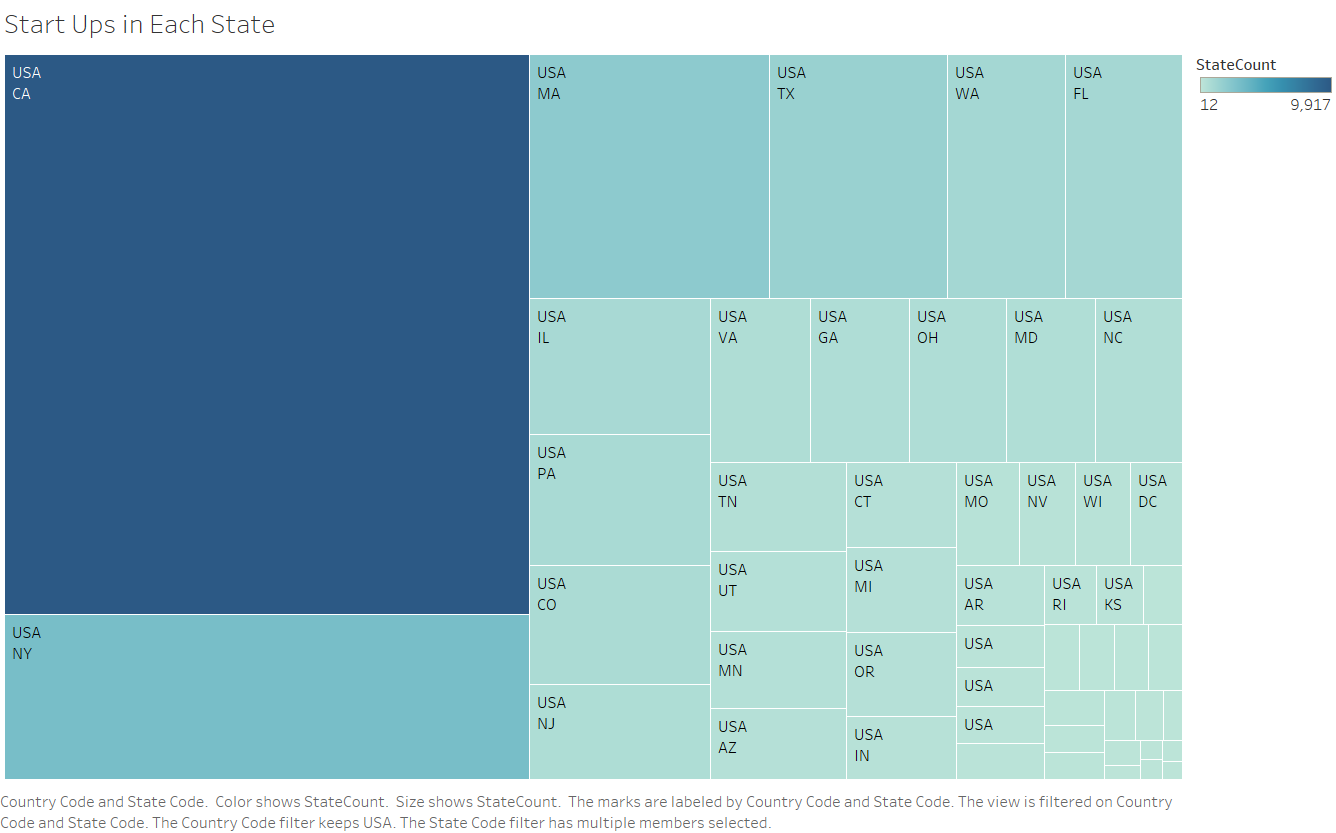 Start Ups in Each State
USA
CA
USA
NY
USA
MA
USA
TX
USA
WA
USA
FL
USA
IL
USA
PA
USA
CO
USA
NJ
USA
VA
USA
GA
USA
OH
USA
MD
USA
NC
USA
TN
USA
UT
USA
MN
USA
AZ
USA
CT
USA
MI
USA
OR
USA
IN
USA
MO
USA
NV
USA
WI
USA
DC
USA
AR
USA
RI
USA
KS
USA
USA
USA
StateCount
12 9,917
Country Code and State Code. Color shows StateCount. Size shows StateCount. The marks are labeled by Country Code and State Code. The view is filtered on Country
Code and State Code. The Country Code filter keeps USA. The State Code filter has multiple members selected.